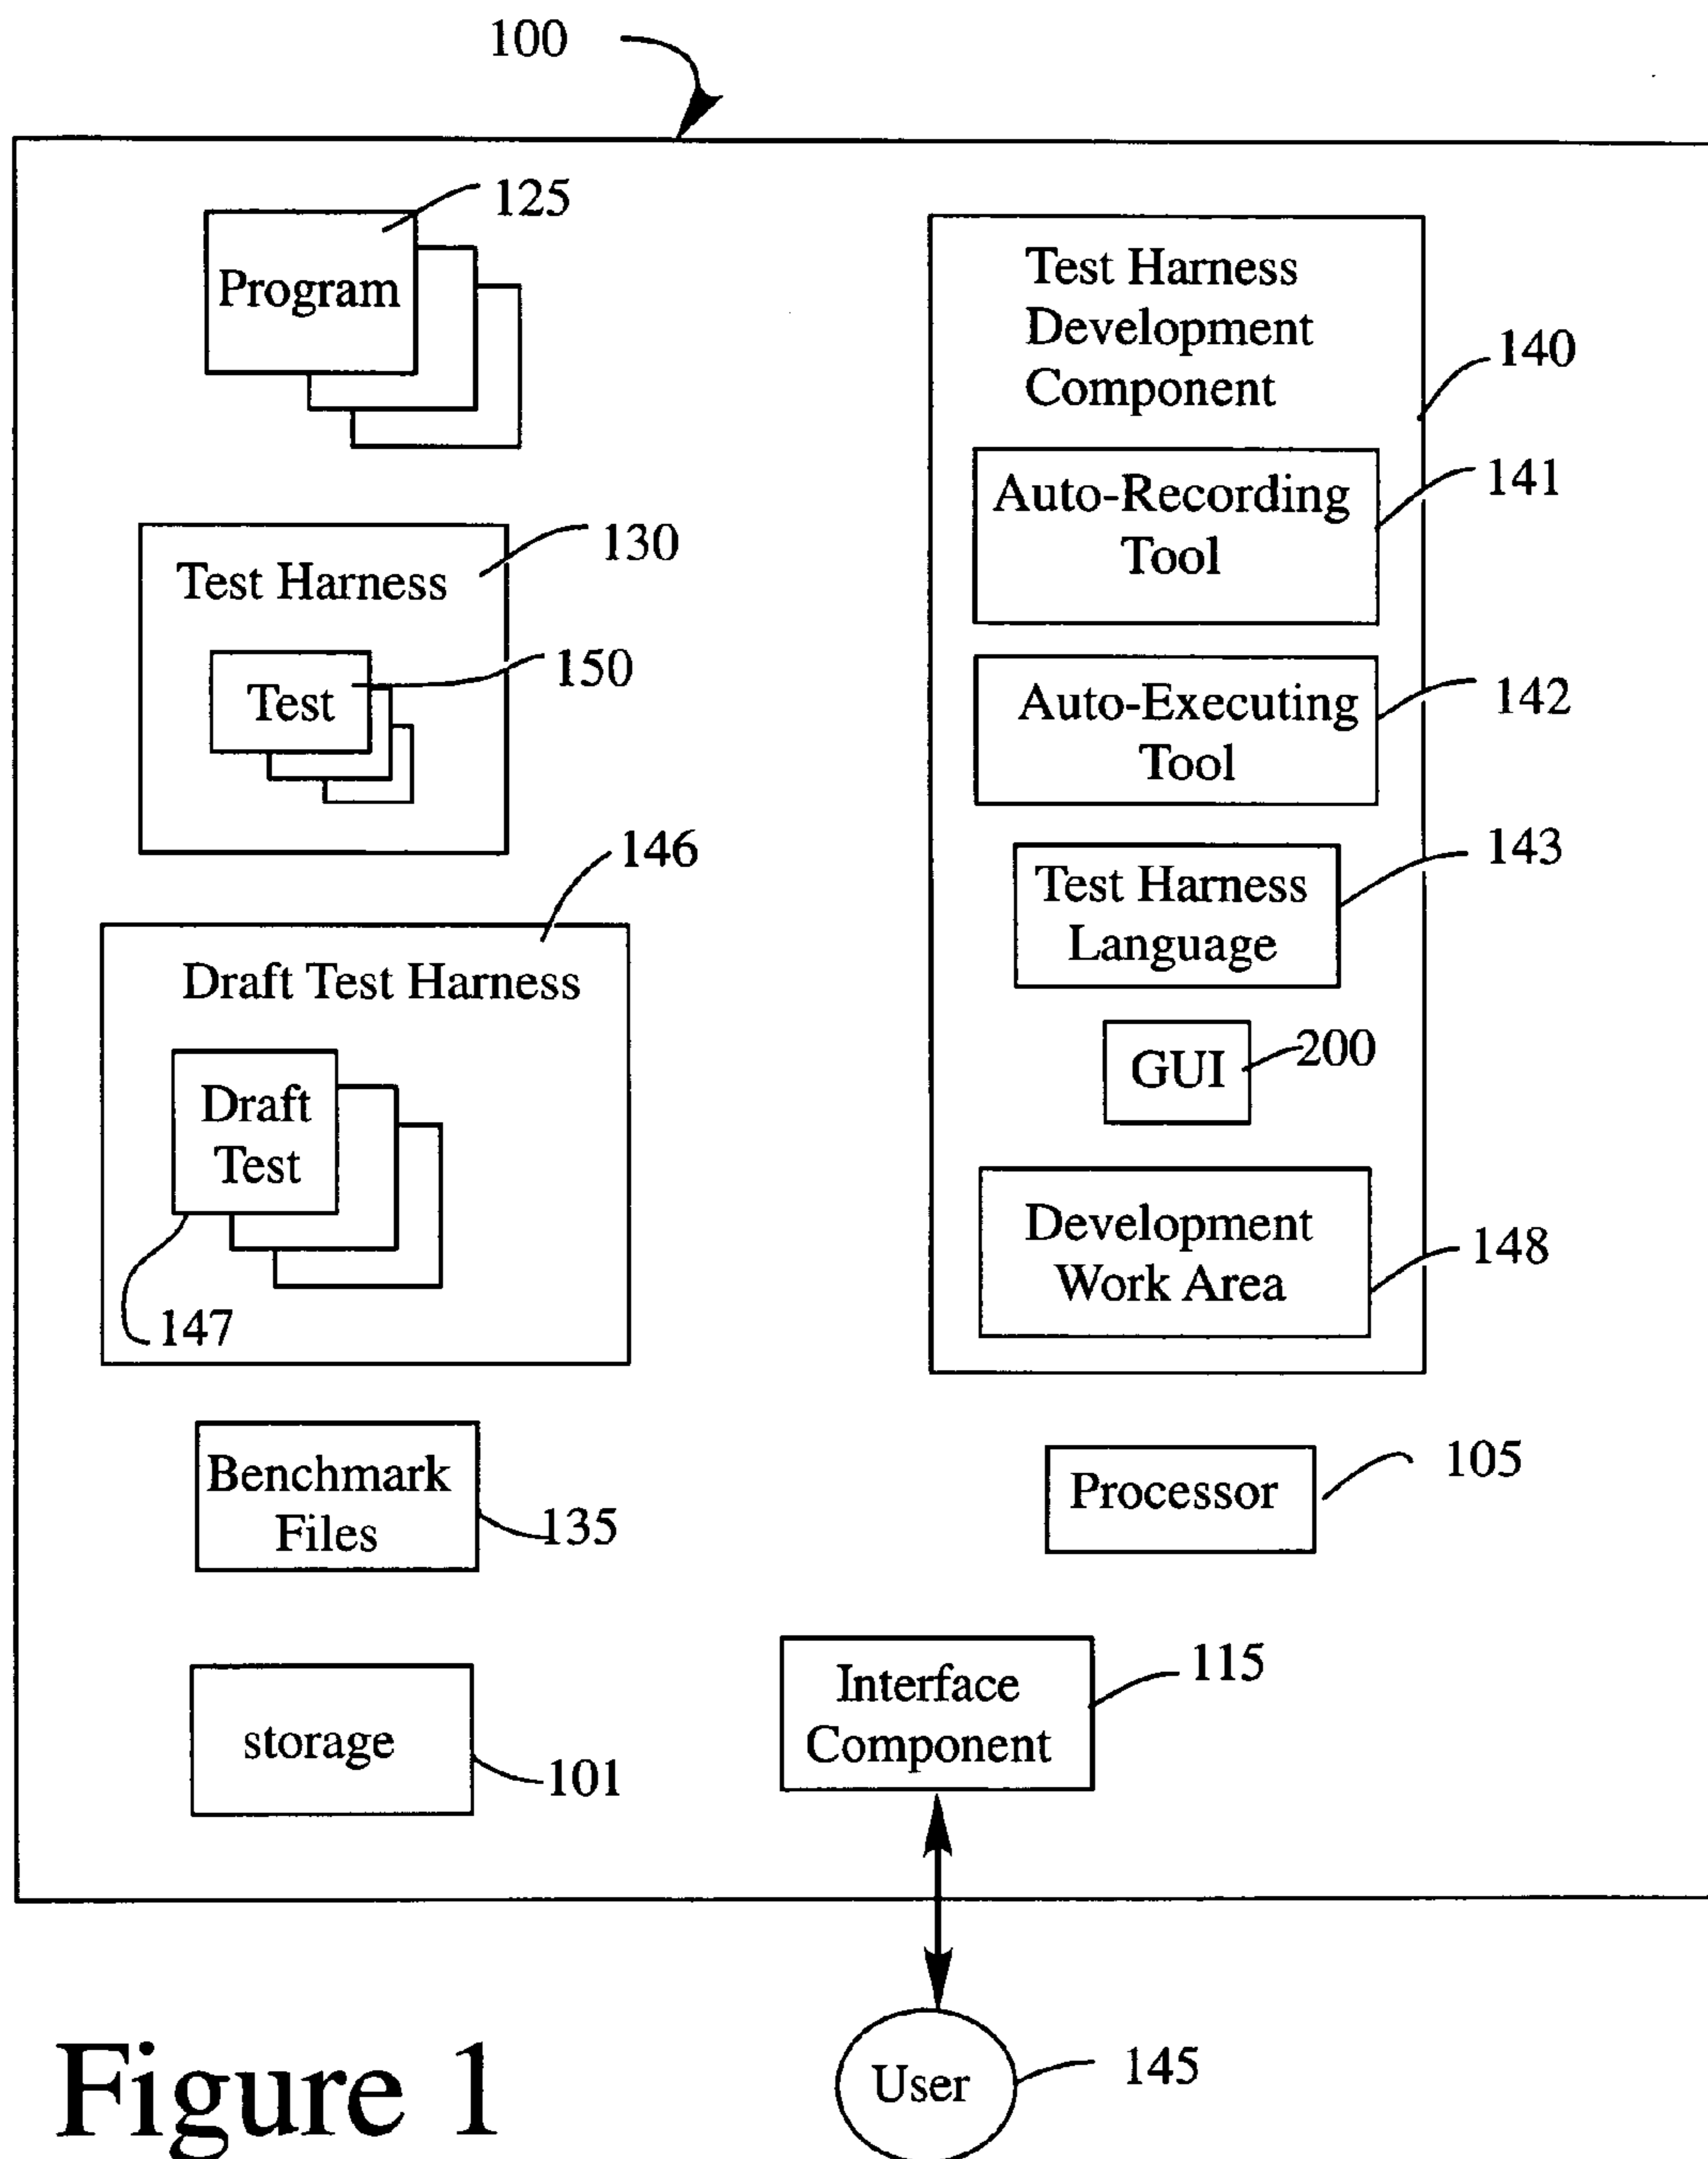 100
125
Program
130
Test Harness
150
Test
146
Draft Test Harness
Draft
Test
147
Benchmark
Files
135
storage
101
Test Harness
Development
Component
140
Auto-Recording
Tool
141
Auto-Executing
Tool
142
Test Harness
Language
143
GUI
200
Development
Work Area
148
Processor
105
Interface
Component
115
User
145
Figure 1